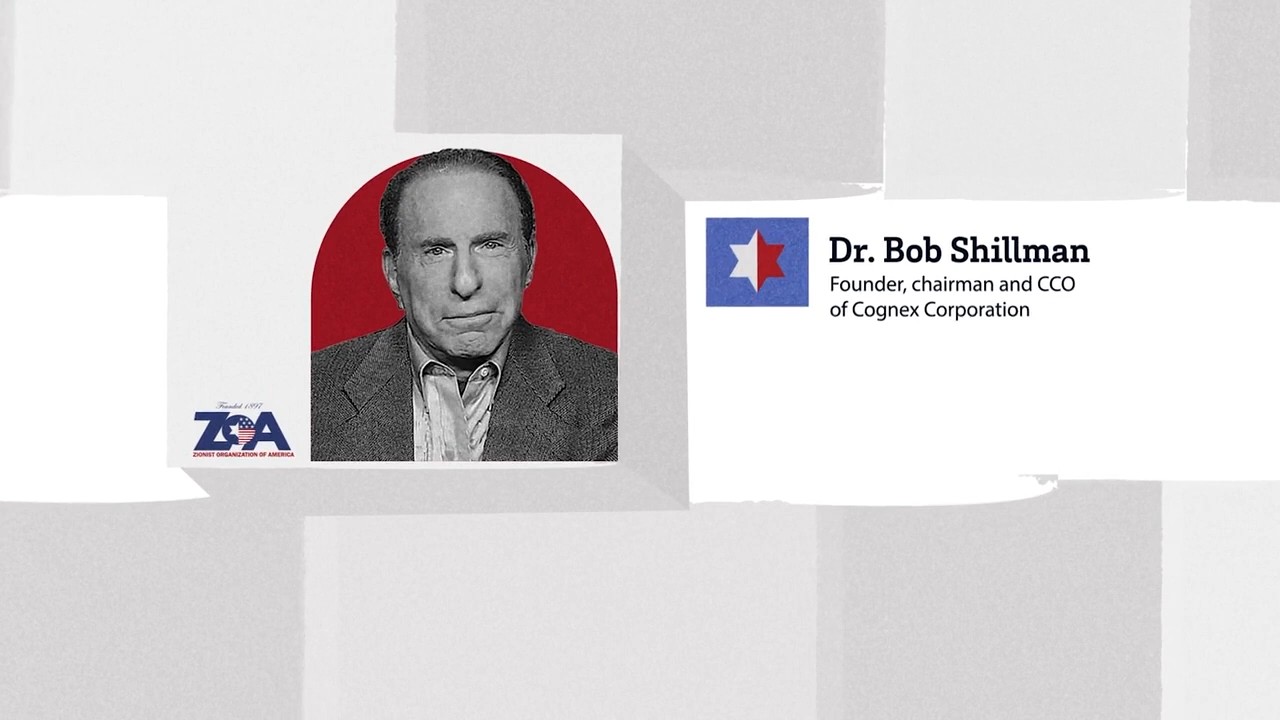 Founded 1897
ZOA
ZIONIST ORGANIZATION OF AMERICA
Dr. Bob Shillman
Founder, chairman and CCO
of Cognex Corporation